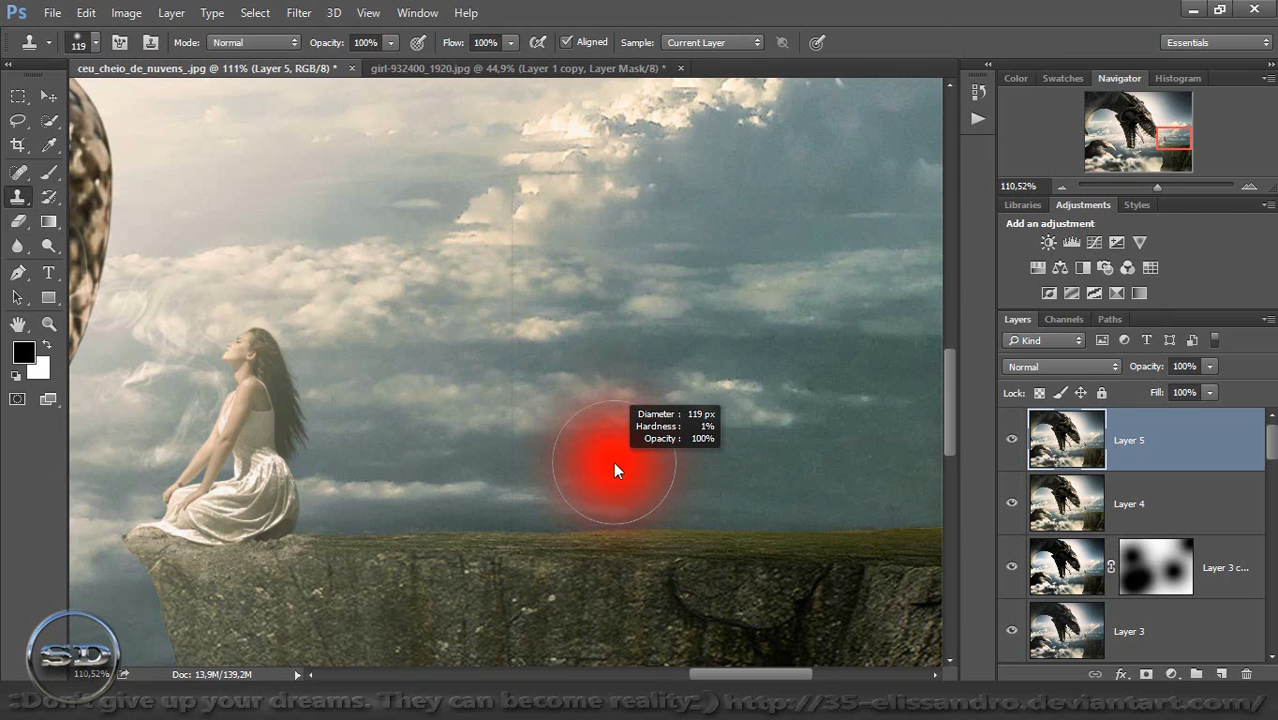 Ps File Edit Image Layer Type Select Filter 3D View Window Help
119 Mode: Normal Opacity: 100% Flow: 100% Aligned Sample: Current Layer Essentials
ceu_cheio_de_nuvens_.jpg @ 111% (Layer 5, RGB/8) * × girl-932400_1920.jpg @ 44,9% (Layer 1 copy, Layer Mask/8) * ×
Color Swatches Navigator Histogram
110,52%
Libraries Adjustments Styles
Add an adjustment
Layers Channels Paths
Kind
Normal Opacity: 100%
Lock: Fill: 100%
Diameter : 119 px
Hardness : 1%
Opacity : 100%
Layer 5
Layer 4
Layer 3 c...
Layer 3
SD
110,52% Doc: 13,9M/139,2M
sDon't give up your dreams. They can become reality;) http://35-elissandro.deviantart.com/